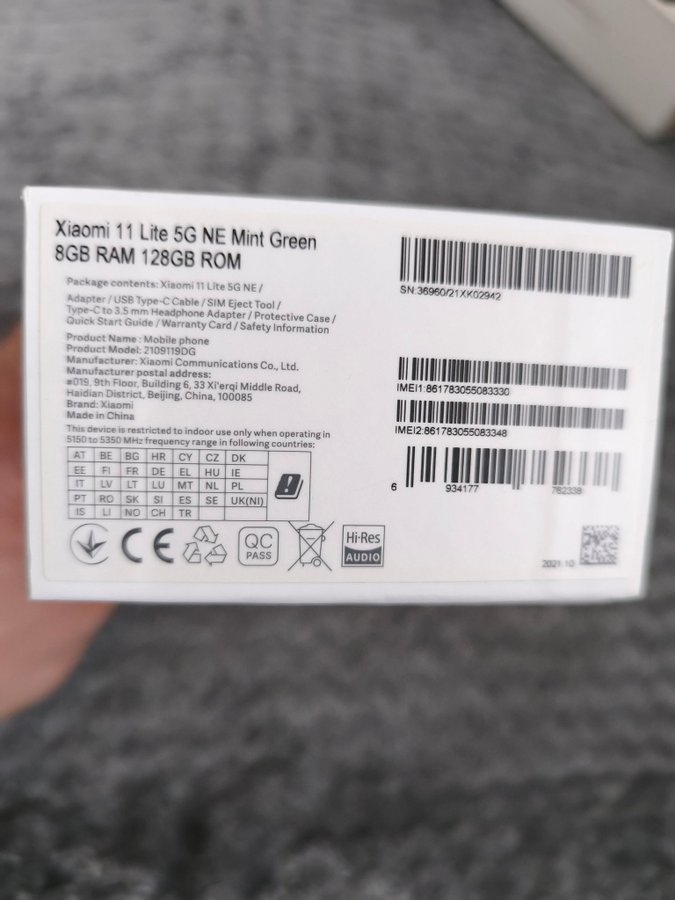 Xiaomi 11 Lite 5G NE Mint Green
8GB RAM 128GB ROM
Package contents: Xiaomi 11 Lite 5G NE /
Adapter / USB Type-C Cable / SIM Eject Tool /
Type-C to 3.5 mm Headphone Adapter / Protective Case /
Quick Start Guide / Warranty Card / Safety Information
Product Name : Mobile phone
Product Model: 2109119DG
Manufacturer: Xiaomi Communications Co., Ltd.
Manufacturer postal address:
#019, 9th Floor, Building 6, 33 Xi'erqi Middle Road,
Haidian District, Beijing, China, 100085
Brand: Xiaomi
Made in China
This device is restricted to indoor use only when operating in
5150 to 5350 MHz frequency range in following countries:
AT BE BG HR CY CZ DK
EE FI FR DE EL HU IE
IT LV LT LU MT NL PL
PT RO SK SI ES SE UK(NI)
IS LI NO CH TR
CE
QC
PASS
Hi-Res
AUDIO
SN:36960/21XK02942
IMEI1:861783055083330
IMEI2:861783055083348
6 934177 762338
2021.10